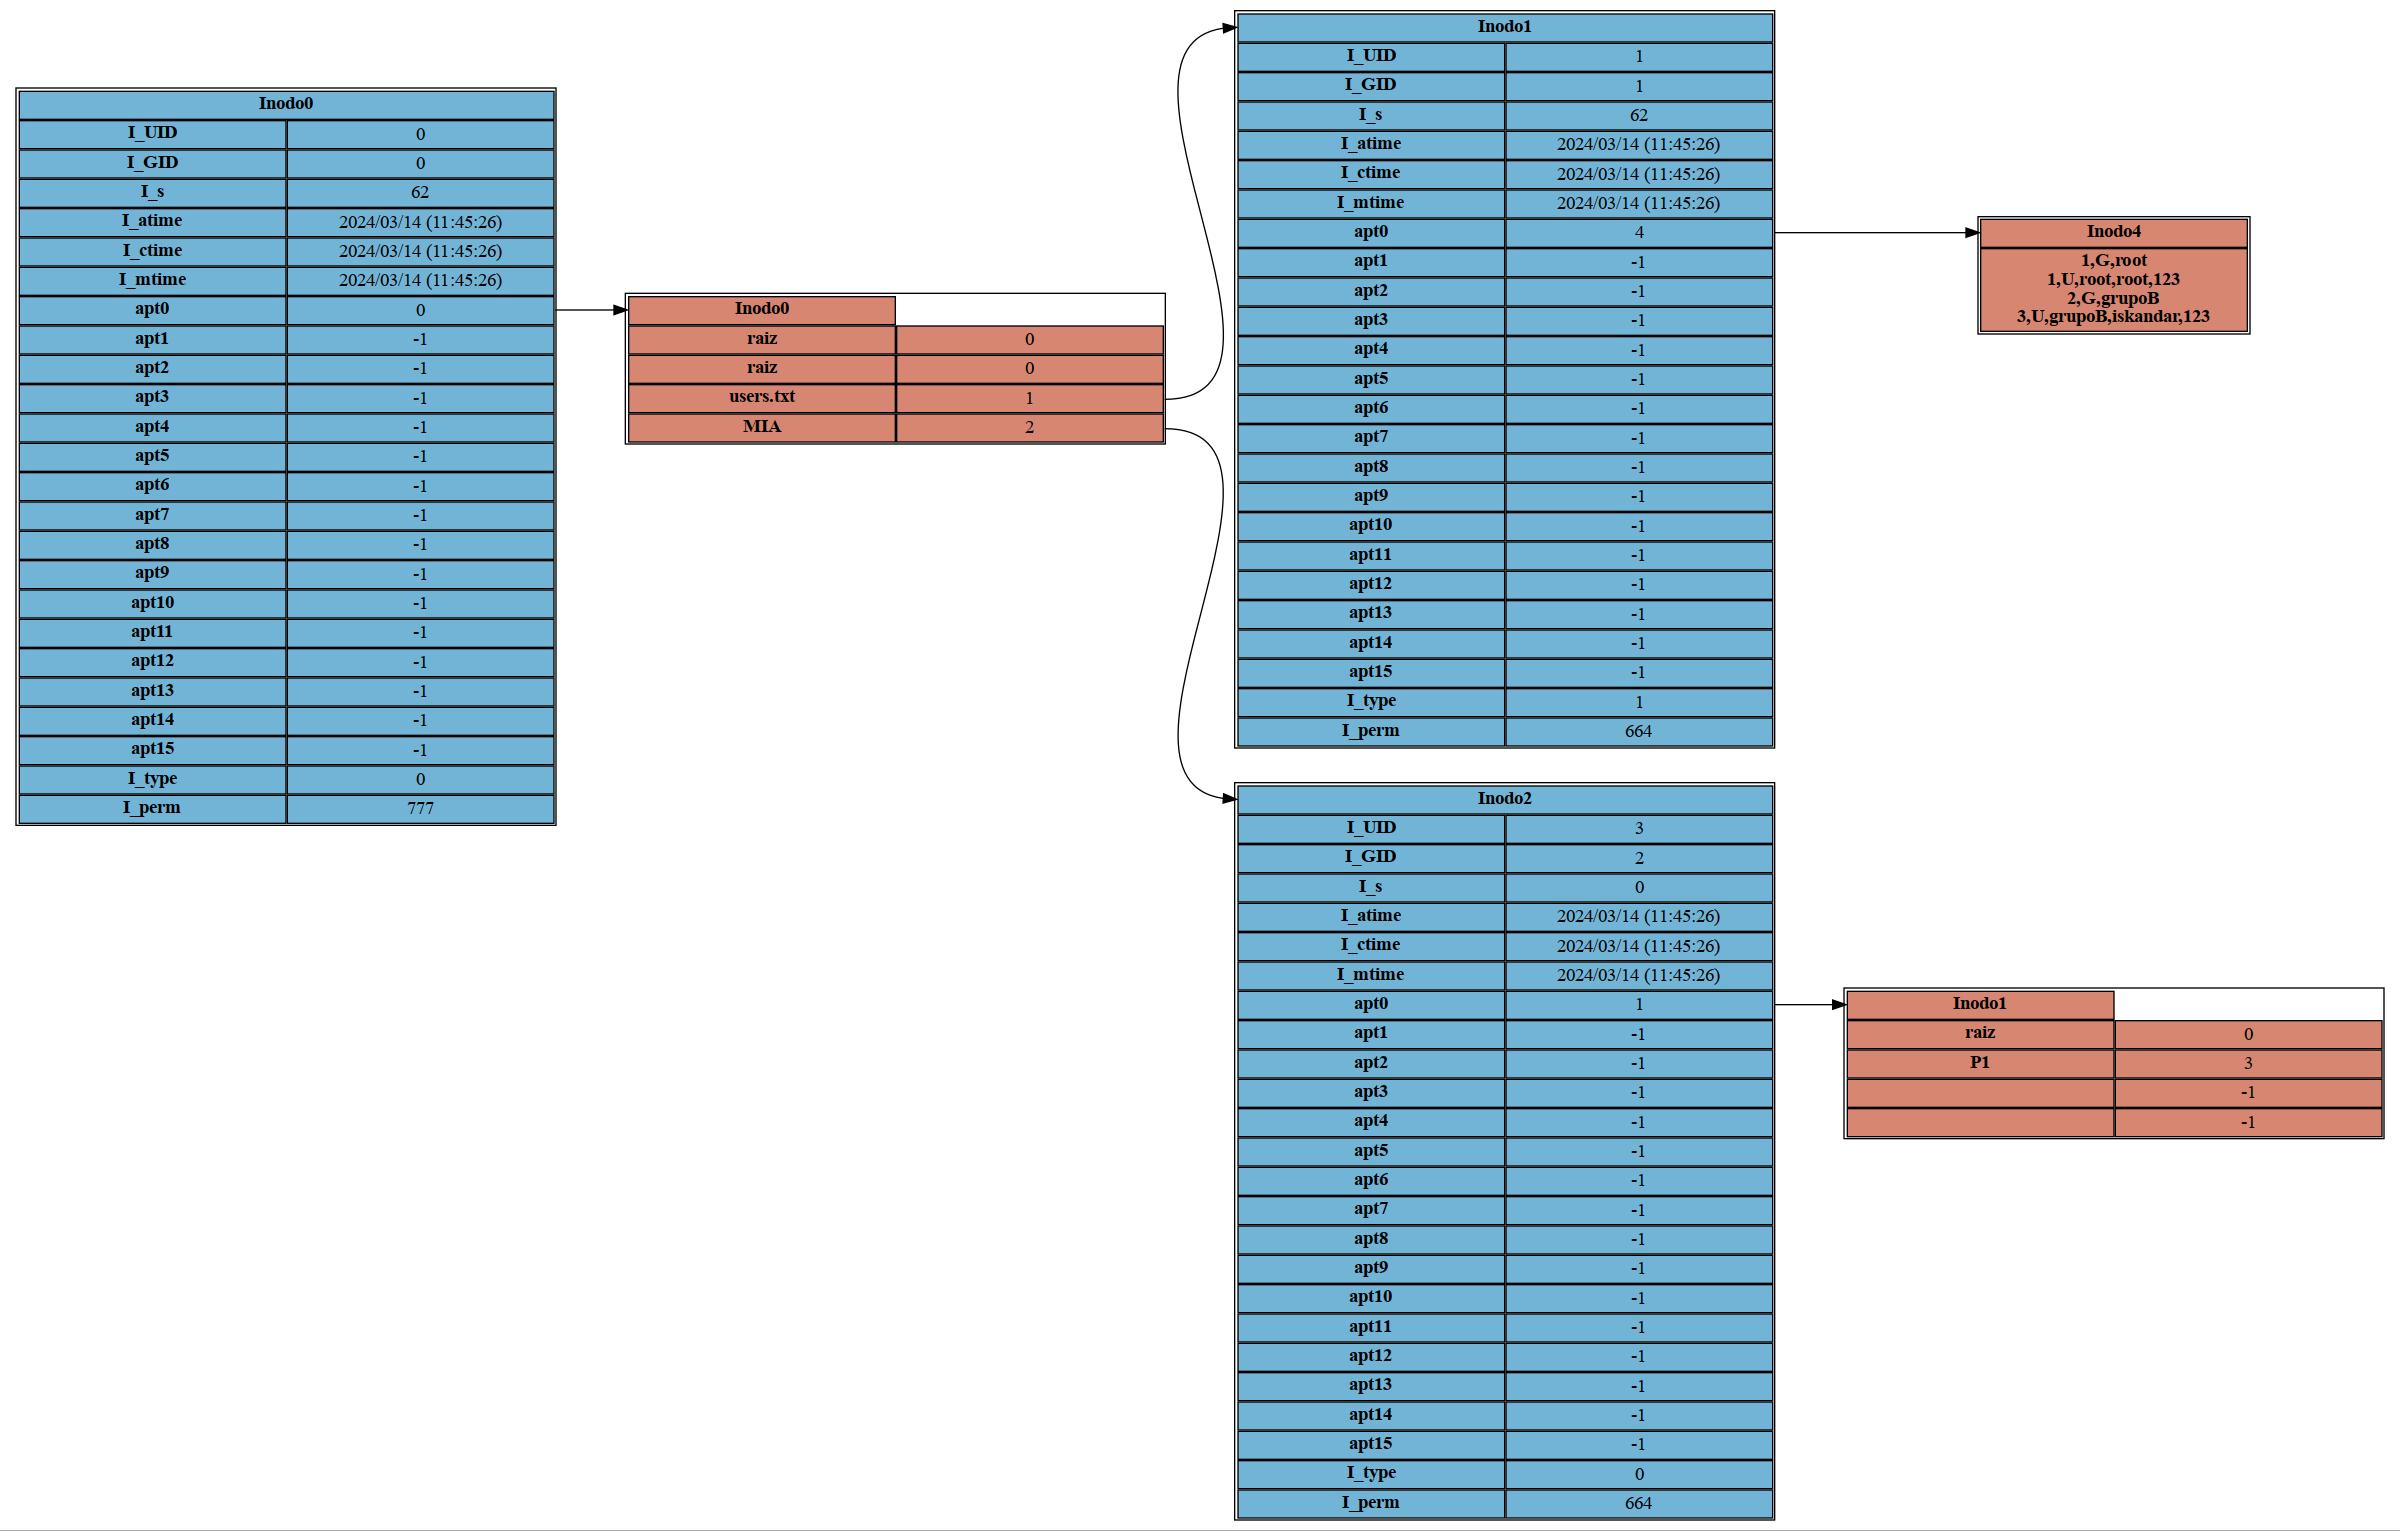 Inodo0
I_UID 0
I_GID 0
I_s 62
I_atime 2024/03/14 (11:45:26)
I_ctime 2024/03/14 (11:45:26)
I_mtime 2024/03/14 (11:45:26)
apt0 0
apt1 -1
apt2 -1
apt3 -1
apt4 -1
apt5 -1
apt6 -1
apt7 -1
apt8 -1
apt9 -1
apt10 -1
apt11 -1
apt12 -1
apt13 -1
apt14 -1
apt15 -1
I_type 0
I_perm 777
Inodo0
raiz 0
raiz 0
users.txt 1
MIA 2
Inodo1
I_UID 1
I_GID 1
I_s 62
I_atime 2024/03/14 (11:45:26)
I_ctime 2024/03/14 (11:45:26)
I_mtime 2024/03/14 (11:45:26)
apt0 4
apt1 -1
apt2 -1
apt3 -1
apt4 -1
apt5 -1
apt6 -1
apt7 -1
apt8 -1
apt9 -1
apt10 -1
apt11 -1
apt12 -1
apt13 -1
apt14 -1
apt15 -1
I_type 1
I_perm 664
Inodo4
1,G,root
1,U,root,root,123
2,G,grupoB
3,U,grupoB,iskandar,123
Inodo2
I_UID 3
I_GID 2
I_s 0
I_atime 2024/03/14 (11:45:26)
I_ctime 2024/03/14 (11:45:26)
I_mtime 2024/03/14 (11:45:26)
apt0 1
apt1 -1
apt2 -1
apt3 -1
apt4 -1
apt5 -1
apt6 -1
apt7 -1
apt8 -1
apt9 -1
apt10 -1
apt11 -1
apt12 -1
apt13 -1
apt14 -1
apt15 -1
I_type 0
I_perm 664
Inodo1
raiz 0
P1 3
-1
-1